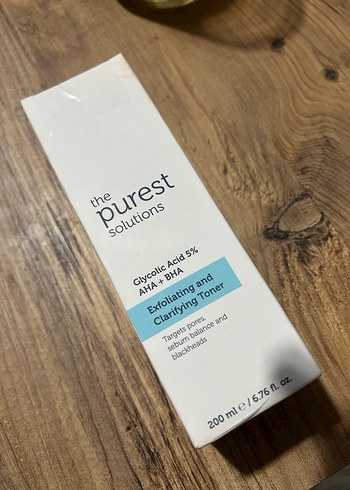 the
purest
solutions
Glycolic Acid 5%
AHA + BHA
Exfoliating and
Clarifying Toner
Targets pores,
sebum balance and
blackheads
200 ml ℮ / 6.76 fl. oz.